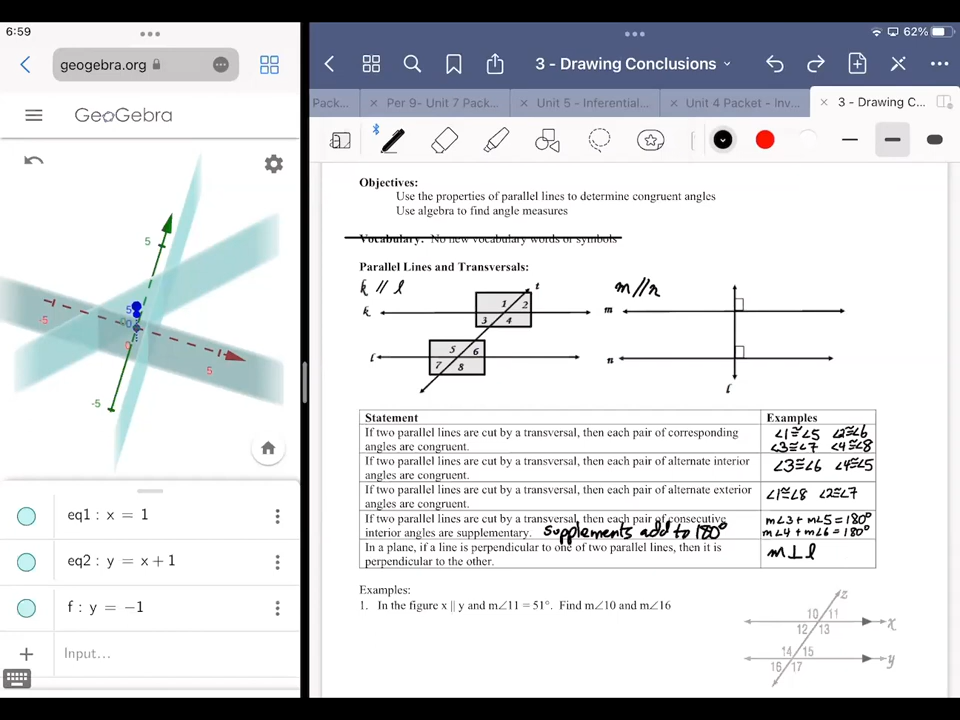 6:59
62%
geogebra.org
3 - Drawing Conclusions
Pack...
Per 9- Unit 7 Pack...
Unit 5 - Inferential...
Unit 4 Packet - Inv...
3 - Drawing C...
GeoGebra
5
5
0
0
-5
5
-5
eq1 : x = 1
eq2 : y = x + 1
f : y = −1
Input...
Objectives:
Use the properties of parallel lines to determine congruent angles
Use algebra to find angle measures
Vocabulary: No new vocabulary words or symbols
Parallel Lines and Transversals:
k // l
m // n
k
t
1 2
3 4
l
5 6
7 8
m
n
l
Statement Examples
If two parallel lines are cut by a transversal, then each pair of corresponding
angles are congruent.
∠1≅∠5 ∠2≅∠6
∠3≅∠7 ∠4≅∠8
If two parallel lines are cut by a transversal, then each pair of alternate interior
angles are congruent.
∠3≅∠6 ∠4≅∠5
If two parallel lines are cut by a transversal, then each pair of alternate exterior
angles are congruent.
∠1≅∠8 ∠2≅∠7
If two parallel lines are cut by a transversal, then each pair of consecutive
interior angles are supplementary. supplements add to 180°
m∠3 + m∠5 = 180°
m∠4 + m∠6 = 180°
In a plane, if a line is perpendicular to one of two parallel lines, then it is
perpendicular to the other.
m ⊥ l
Examples:
1. In the figure x || y and m∠11 = 51°. Find m∠10 and m∠16
z
10 11
12 13
x
14 15
16 17
y